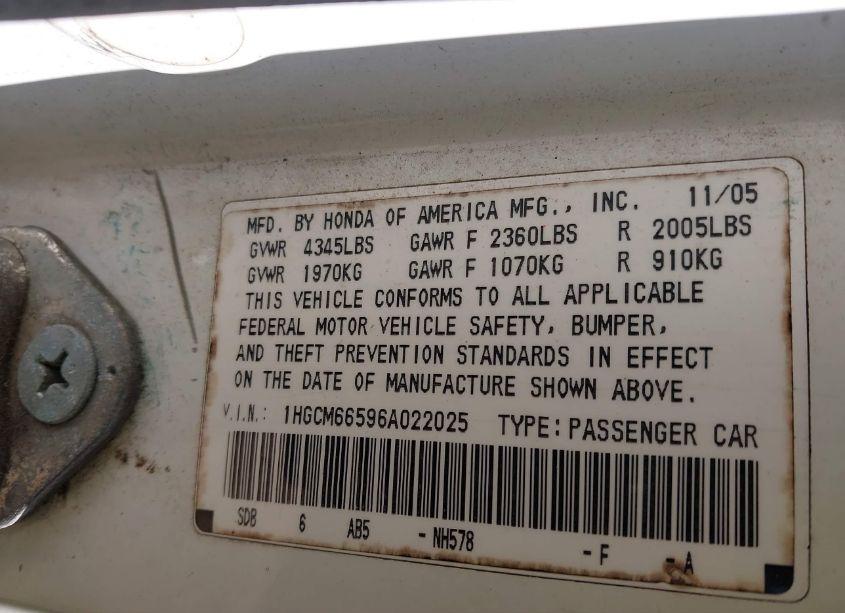 MFD. BY HONDA OF AMERICA MFG., INC. 11/05
GVWR 4345LBS GAWR F 2360LBS R 2005LBS
GVWR 1970KG GAWR F 1070KG R 910KG
THIS VEHICLE CONFORMS TO ALL APPLICABLE
FEDERAL MOTOR VEHICLE SAFETY, BUMPER,
AND THEFT PREVENTION STANDARDS IN EFFECT
ON THE DATE OF MANUFACTURE SHOWN ABOVE.
V.I.N.: 1HGCM66596A022025 TYPE: PASSENGER CAR
SDB 6 AB5 - NH578 - F - A